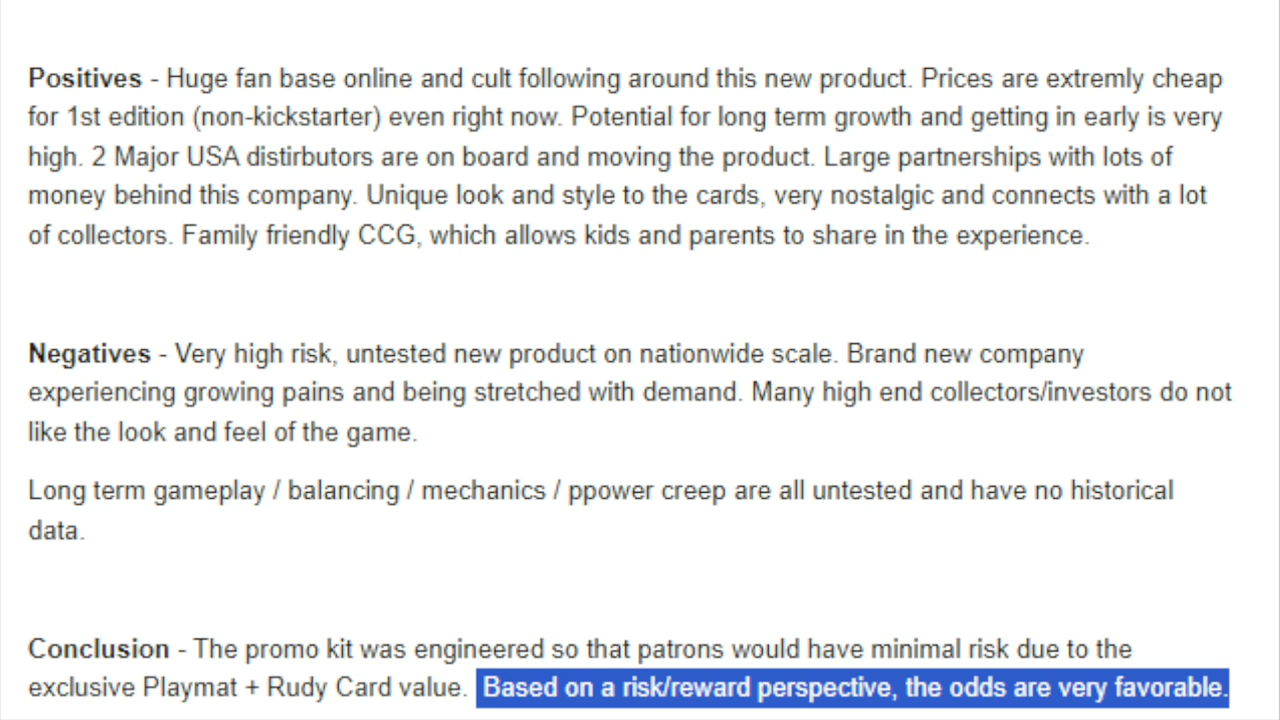 Positives - Huge fan base online and cult following around this new product. Prices are extremly cheap
for 1st edition (non-kickstarter) even right now. Potential for long term growth and getting in early is very
high. 2 Major USA distirbutors are on board and moving the product. Large partnerships with lots of
money behind this company. Unique look and style to the cards, very nostalgic and connects with a lot
of collectors. Family friendly CCG, which allows kids and parents to share in the experience.
Negatives - Very high risk, untested new product on nationwide scale. Brand new company
experiencing growing pains and being stretched with demand. Many high end collectors/investors do not
like the look and feel of the game.
Long term gameplay / balancing / mechanics / ppower creep are all untested and have no historical
data.
Conclusion - The promo kit was engineered so that patrons would have minimal risk due to the
exclusive Playmat + Rudy Card value. Based on a risk/reward perspective, the odds are very favorable.